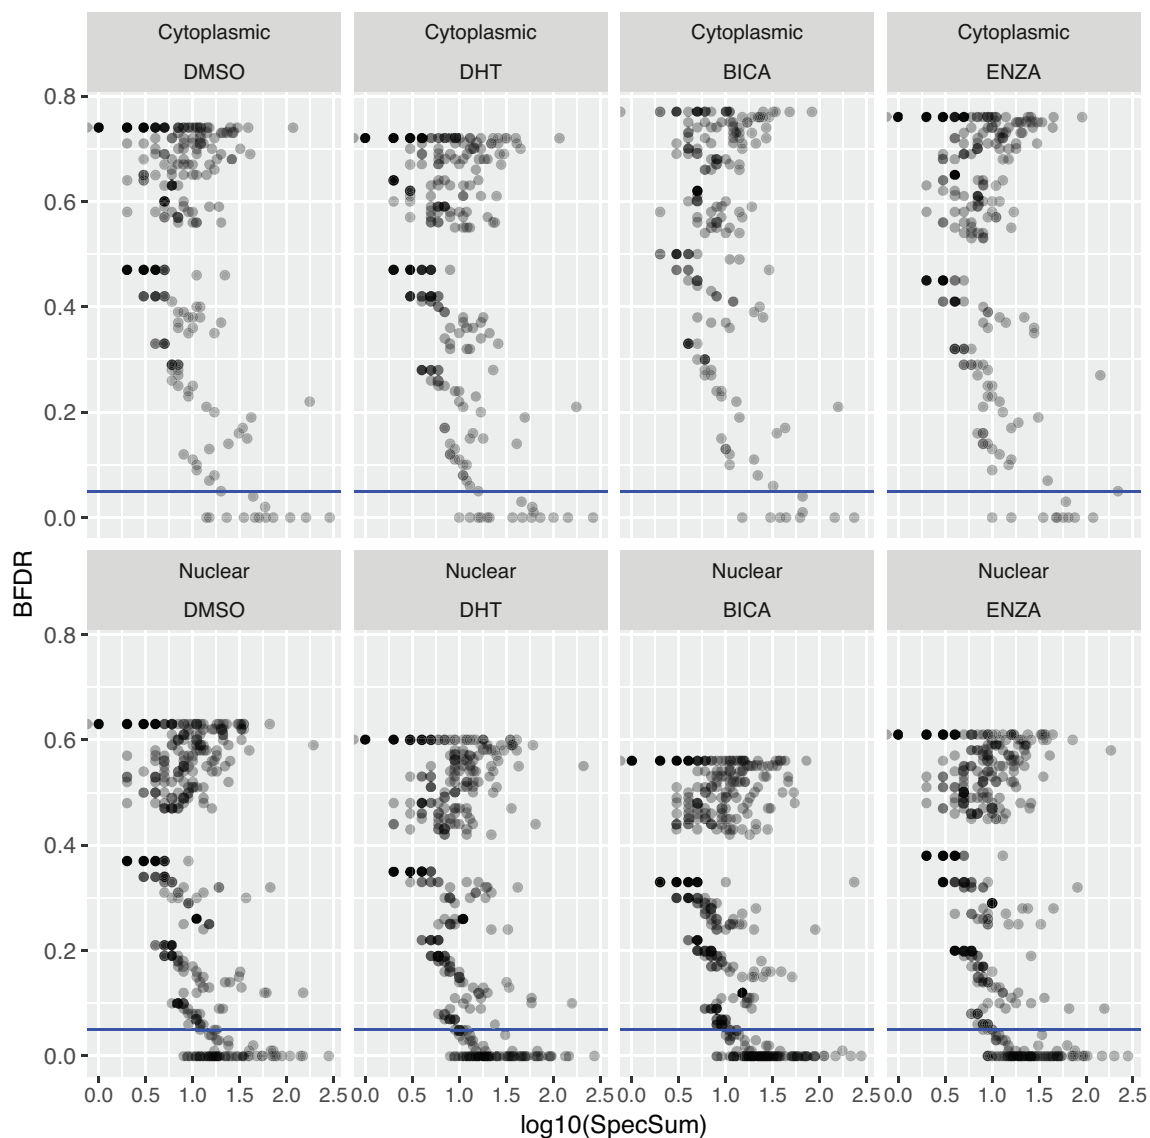 Cytoplasmic Cytoplasmic Cytoplasmic Cytoplasmic
DMSO DHT BICA ENZA
0.8
0.6
0.4
0.2
0.0
BFDR
Nuclear Nuclear Nuclear Nuclear
DMSO DHT BICA ENZA
0.8
0.6
0.4
0.2
0.0
0.0 0.5 1.0 1.5 2.0 2.5 0.0 0.5 1.0 1.5 2.0 2.5 0.0 0.5 1.0 1.5 2.0 2.5 0.0 0.5 1.0 1.5 2.0 2.5
log10(SpecSum)